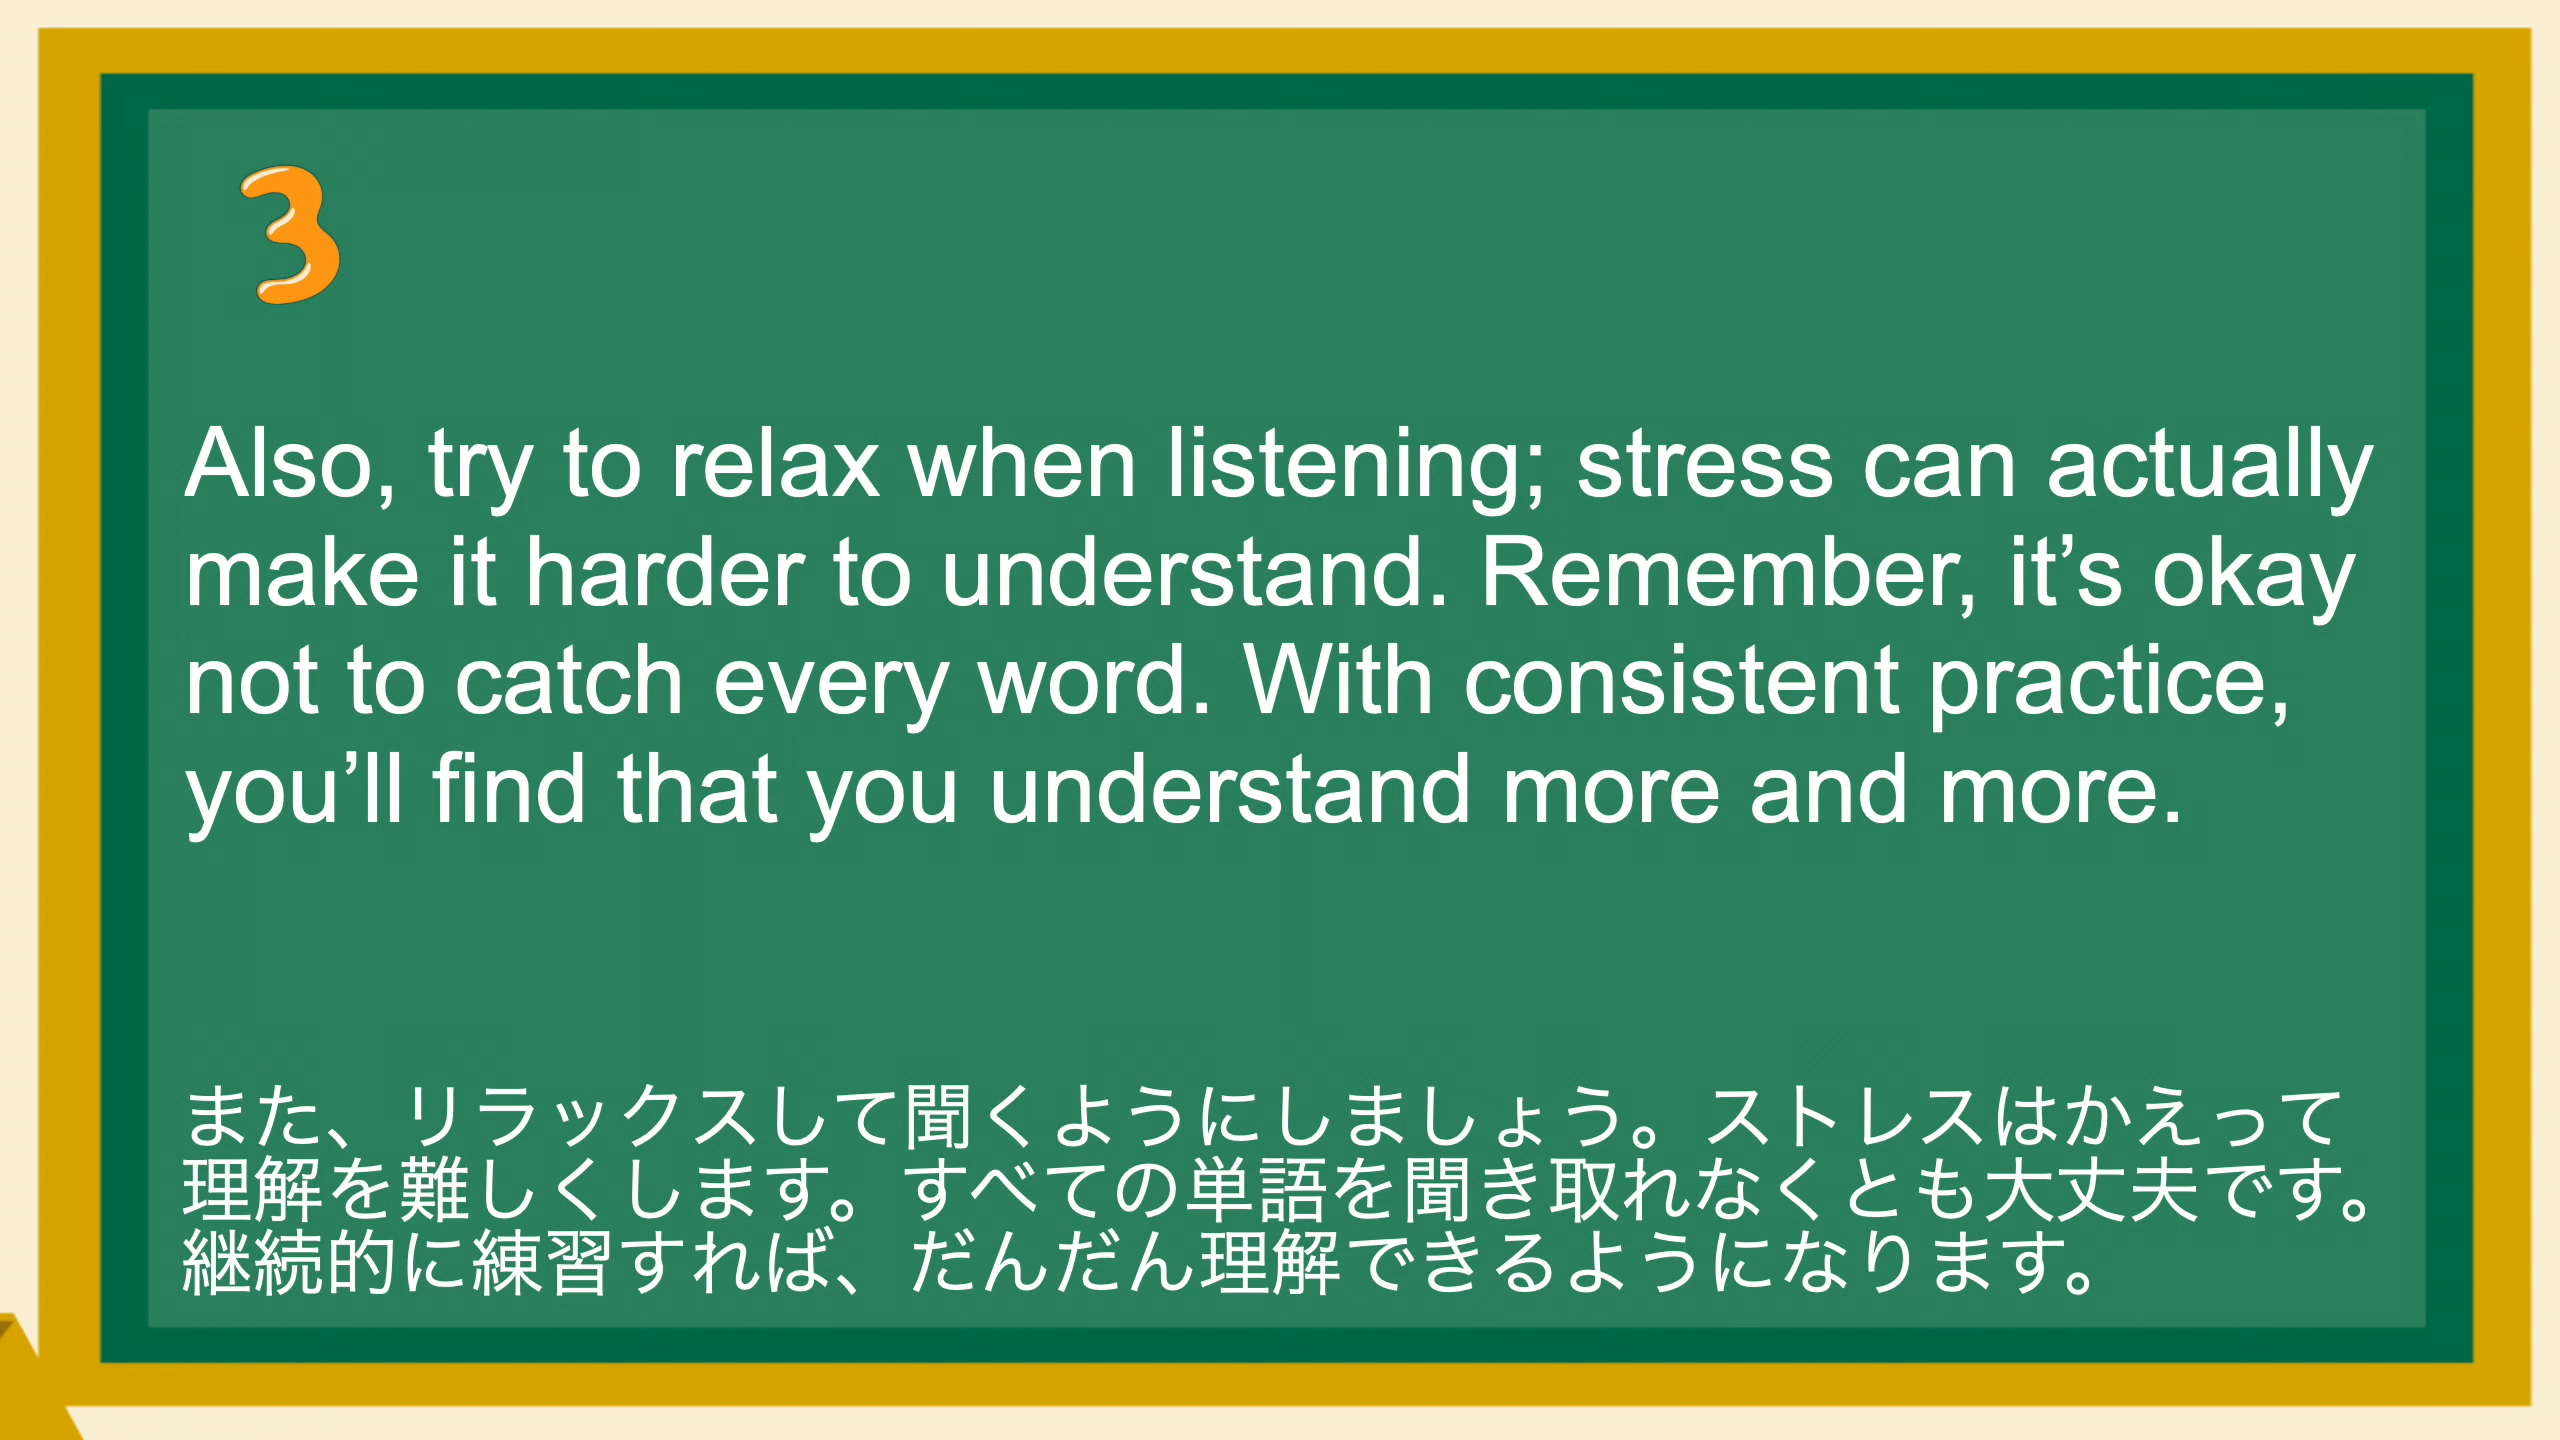 3
Also, try to relax when listening; stress can actually
make it harder to understand. Remember, it’s okay
not to catch every word. With consistent practice,
you’ll find that you understand more and more.
また、リラックスして聞くようにしましょう。ストレスはかえって
理解を難しくします。すべての単語を聞き取れなくとも大丈夫です。
継続的に練習すれば、だんだん理解できるようになります。